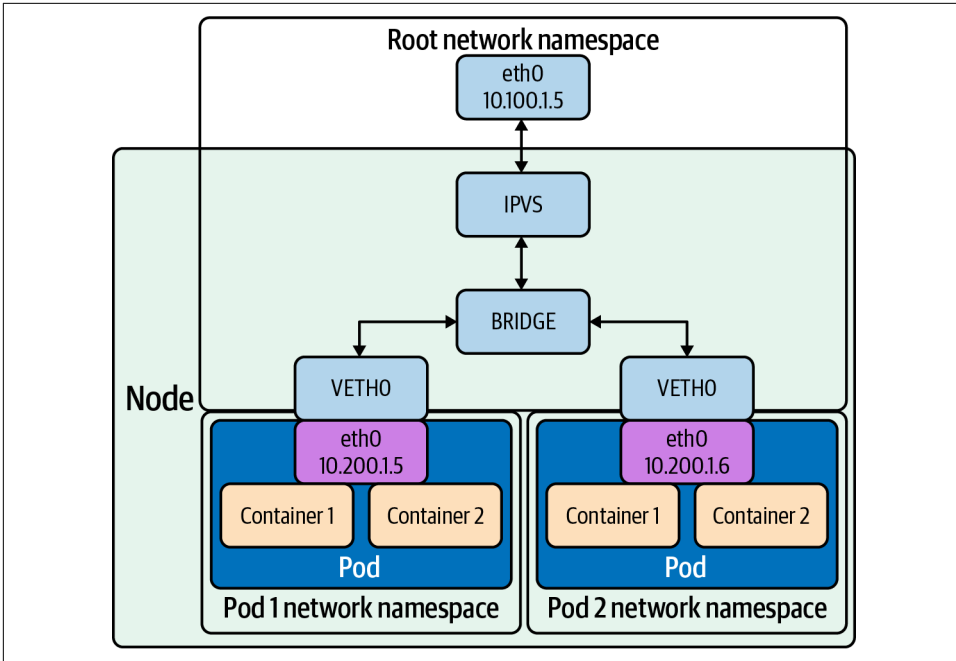 Root network namespace
eth0
10.100.1.5
IPVS
BRIDGE
Node
VETH0
VETH0
eth0
10.200.1.5
eth0
10.200.1.6
Container 1
Container 2
Container 1
Container 2
Pod
Pod
Pod 1 network namespace
Pod 2 network namespace